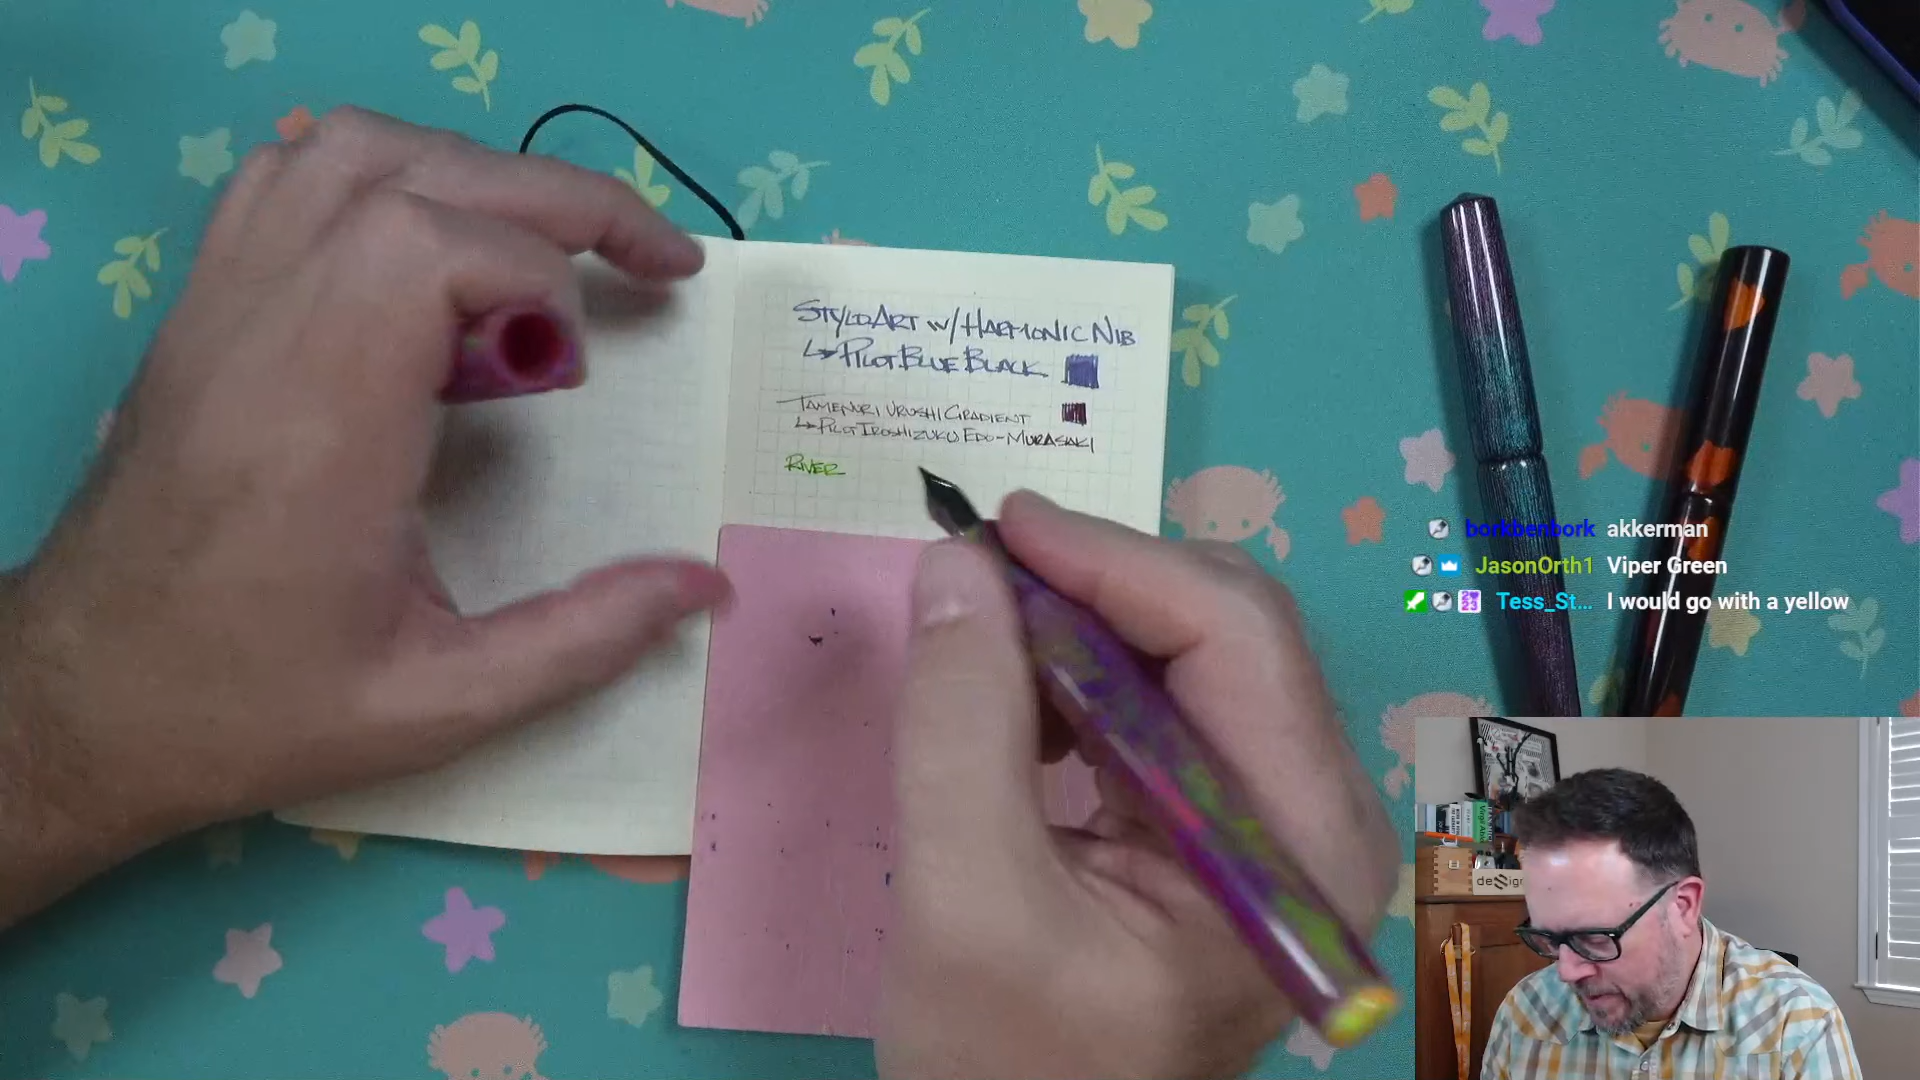 StyloArt w/ Harmonic Nib
↳ Pilot Blue Black
Tamenuri Urushi Gradient
↳ Pilot Iroshizuku Edo-Murasaki
River
borkbenbork akkerman
JasonOrth1 Viper Green
Tess_St... I would go with a yellow